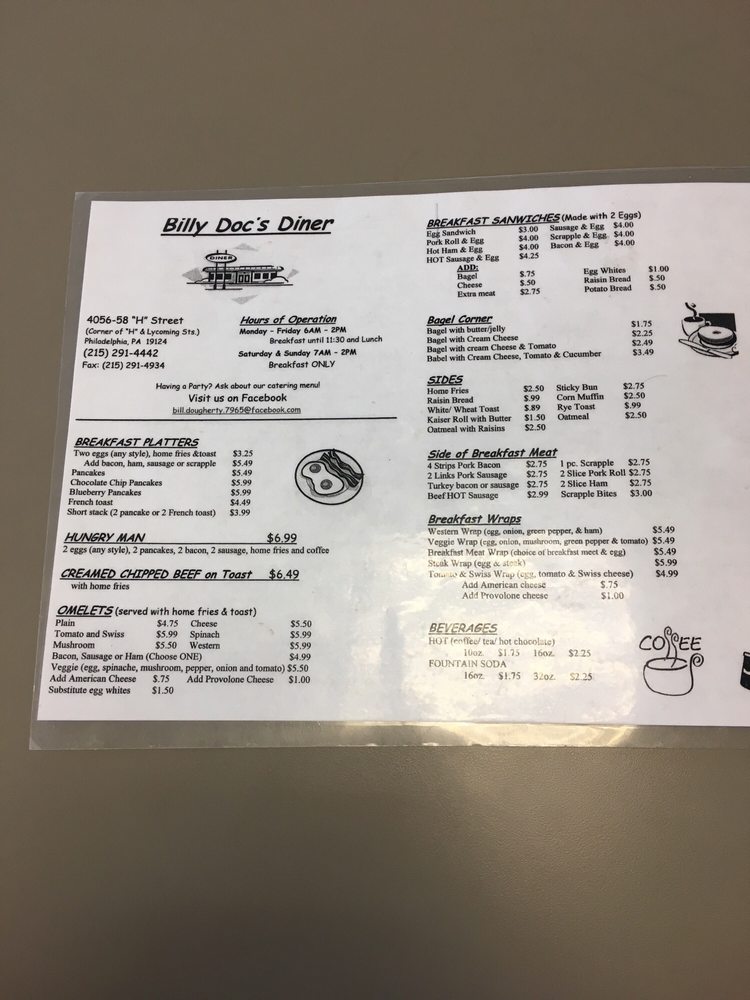 Billy Doc's Diner
DINER
4056-58 "H" Street
(Corner of "H" & Lycoming Sts.)
Philadelphia, PA 19124
(215) 291-4442
Fax: (215) 291-4934
Hours of Operation
Monday - Friday 6AM - 2PM
Breakfast until 11:30 and Lunch
Saturday & Sunday 7AM - 2PM
Breakfast ONLY
Having a Party? Ask about our catering menu!
Visit us on Facebook
bill.dougherty.7965@facebook.com
BREAKFAST PLATTERS
Two eggs (any style), home fries &toast $3.25
Add bacon, ham, sausage or scrapple $5.49
Pancakes $5.49
Chocolate Chip Pancakes $5.99
Blueberry Pancakes $5.99
French toast $4.49
Short stack (2 pancake or 2 French toast) $3.99
HUNGRY MAN $6.99
2 eggs (any style), 2 pancakes, 2 bacon, 2 sausage, home fries and coffee
CREAMED CHIPPED BEEF on Toast $6.49
with home fries
OMELETS (served with home fries & toast)
Plain $4.75 Cheese $5.50
Tomato and Swiss $5.99 Spinach $5.99
Mushroom $5.50 Western $5.99
Bacon, Sausage or Ham (Choose ONE) $4.99
Veggie (egg, spinache, mushroom, pepper, onion and tomato) $5.50
Add American Cheese $.75 Add Provolone Cheese $1.00
Substitute egg whites $1.50
BREAKFAST SANWICHES (Made with 2 Eggs)
Egg Sandwich $3.00 Sausage & Egg $4.00
Pork Roll & Egg $4.00 Scrapple & Egg $4.00
Hot Ham & Egg $4.00 Bacon & Egg $4.00
HOT Sausage & Egg $4.25
ADD:
Bagel $.75 Egg Whites $1.00
Cheese $.50 Raisin Bread $.50
Extra meat $2.75 Potato Bread $.50
Bagel Corner
Bagel with butter/jelly $1.75
Bagel with Cream Cheese $2.25
Bagel with cream Cheese & Tomato $2.49
Babel with Cream Cheese, Tomato & Cucumber $3.49
SIDES
Home Fries $2.50 Sticky Bun $2.75
Raisin Bread $.99 Corn Muffin $2.50
White/ Wheat Toast $.89 Rye Toast $.99
Kaiser Roll with Butter $1.50 Oatmeal $2.50
Oatmeal with Raisins $2.50
Side of Breakfast Meat
4 Strips Pork Bacon $2.75 1 pc. Scrapple $2.75
2 Links Pork Sausage $2.75 2 Slice Pork Roll $2.75
Turkey bacon or sausage $2.75 2 Slice Ham $2.75
Beef HOT Sausage $2.99 Scrapple Bites $3.00
Breakfast Wraps
Western Wrap (egg, onion, green pepper, & ham) $5.49
Veggie Wrap (egg, onion, mushroom, green pepper & tomato) $5.49
Breakfast Meat Wrap (choice of breakfast meet & egg) $5.49
Steak Wrap (egg & steek) $5.99
Tomato & Swiss Wrap (egg, tomato & Swiss cheese) $4.99
Add American cheese $.75
Add Provolone cheese $1.00
BEVERAGES
HOT (coffee/ tea/ hot chocolate)
10oz. $1.75 16oz. $2.25
FOUNTAIN SODA
16oz. $1.75 32oz. $2.25
COFFEE